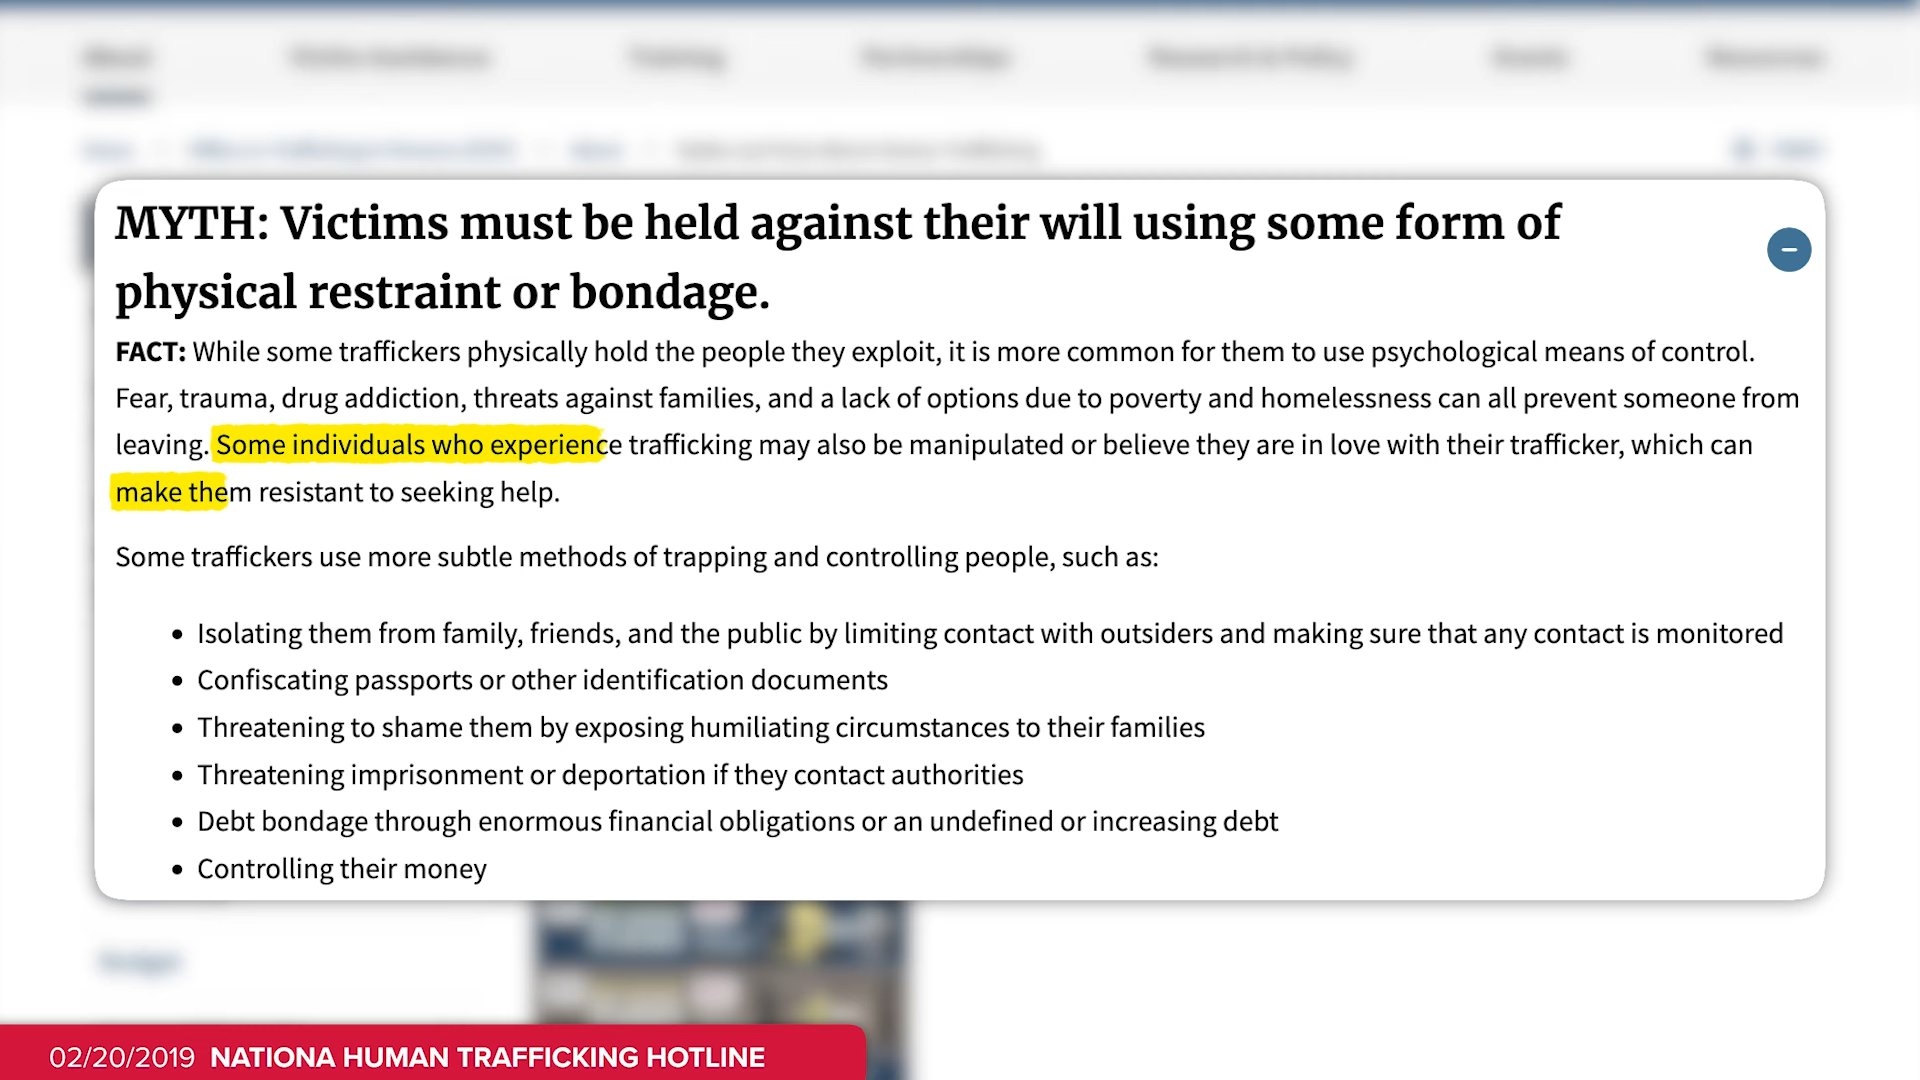 MYTH: Victims must be held against their will using some form of
physical restraint or bondage.
FACT: While some traffickers physically hold the people they exploit, it is more common for them to use psychological means of control.
Fear, trauma, drug addiction, threats against families, and a lack of options due to poverty and homelessness can all prevent someone from
leaving. Some individuals who experience trafficking may also be manipulated or believe they are in love with their trafficker, which can
make them resistant to seeking help.
Some traffickers use more subtle methods of trapping and controlling people, such as:
• Isolating them from family, friends, and the public by limiting contact with outsiders and making sure that any contact is monitored
• Confiscating passports or other identification documents
• Threatening to shame them by exposing humiliating circumstances to their families
• Threatening imprisonment or deportation if they contact authorities
• Debt bondage through enormous financial obligations or an undefined or increasing debt
• Controlling their money
02/20/2019 NATIONA HUMAN TRAFFICKING HOTLINE